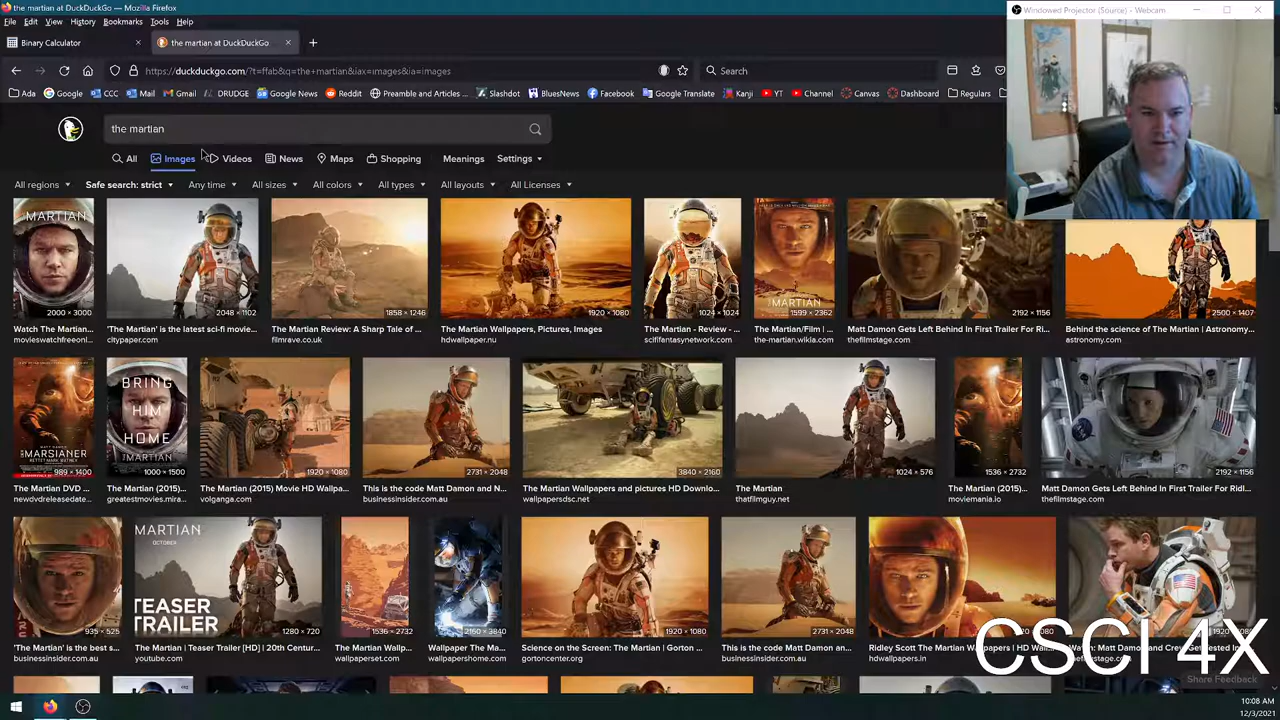 the martian at DuckDuckGo — Mozilla Firefox
File Edit View History Bookmarks Tools Help
Windowed Projector (Source) - Webcam
Binary Calculator
the martian at DuckDuckGo
https://duckduckgo.com/?t=ffab&q=the+martian&iax=images&ia=images
Search
Ada Google CCC Mail Gmail DRUDGE Google News Reddit Preamble and Articles ... Slashdot BluesNews Facebook Google Translate Kanji YT Channel Canvas Dashboard Regulars
the martian
All Images Videos News Maps Shopping Meanings Settings
All regions Safe search: strict Any time All sizes All colors All types All layouts All Licenses
MARTIAN
MARTIAN
2000 × 3000 2048 × 1102 1858 × 1246 1920 × 1080 1024 × 1024 1599 × 2362 2192 × 1156 2500 × 1407
Watch The Martian... 'The Martian' is the latest sci-fi movie... The Martian Review: A Sharp Tale of ... The Martian Wallpapers, Pictures, Images The Martian - Review - ... The Martian/Film | ... Matt Damon Gets Left Behind In First Trailer For Ri... Behind the science of The Martian | Astronomy...
movieswatchfreeonl... citypaper.com filmrave.co.uk hdwallpaper.nu scififantasynetwork.com the-martian.wikia.com thefilmstage.com astronomy.com
BRING
HIM
HOME
MARTIAN
MARSIANER
989 × 1400 1000 × 1500 1920 × 1080 2731 × 2048 3840 × 2160 1024 × 576 1536 × 2732 2192 × 1156
The Martian DVD ... The Martian (2015)... The Martian (2015) Movie HD Wallpa... This is the code Matt Damon and N... The Martian Wallpapers and pictures HD Downlo... The Martian The Martian (2015)... Matt Damon Gets Left Behind In First Trailer For Ridl...
newdvdreleasedate... greatestmovies.mira... volganga.com businessinsider.com.au wallpapersdsc.net thatfilmguy.net moviemania.io thefilmstage.com
MARTIAN
OCTOBER
TEASER
TRAILER
935 × 525 1280 × 720 1536 × 2732 2160 × 3840 1920 × 1080 2731 × 2048
'The Martian' is the best s... The Martian | Teaser Trailer [HD] | 20th Centur... The Martian Wallp... Wallpaper The Ma... Science on the Screen: The Martian | Gorton ... This is the code Matt Damon an... Ridley Scott The Martian Wallpapers | HD
businessinsider.com.au youtube.com wallpaperset.com wallpapershome.com gortoncenter.org businessinsider.com.au hdwallpapers.in
CSCI 4X
Share Feedback
10:08 AM
12/3/2021